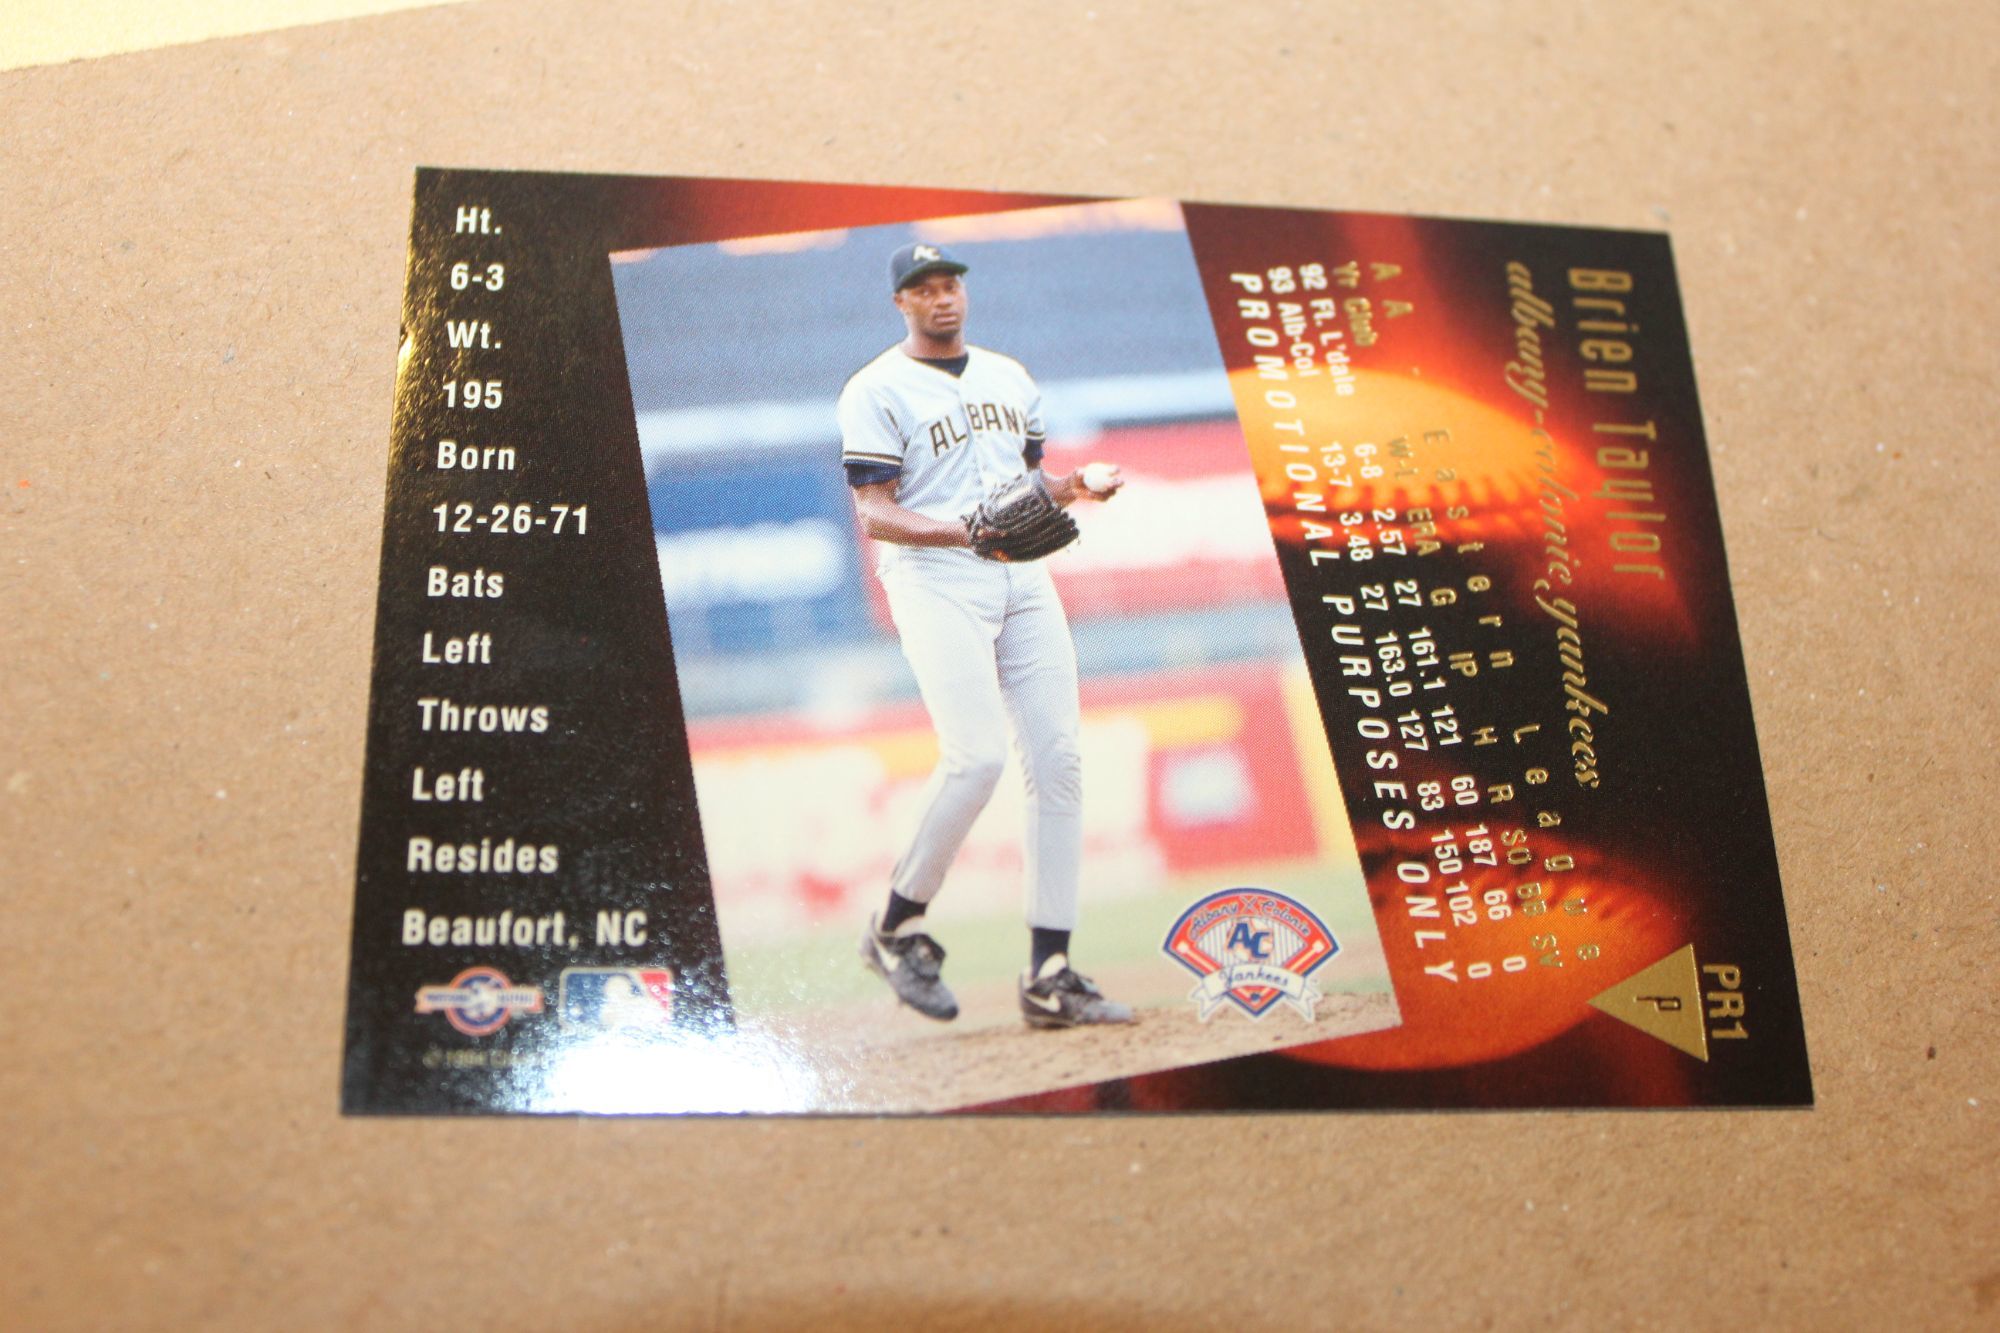 Ht.
6-3
Wt.
195
Born
12-26-71
Bats
Left
Throws
Left
Resides
Beaufort, NC
© 1994
AC
ALBANY
Albany Colonie
AC
Yankees
PR1
P
Brien Taylor
albany-colonie yankees
AA Eastern League
Yr Club W-L ERA G IP H R SO BB SV
92 Ft. L'dale 6-8 2.57 27 161.1 121 60 187 66 0
93 Alb-Col 13-7 3.48 27 163.0 127 83 150 102 0
PROMOTIONAL PURPOSES ONLY